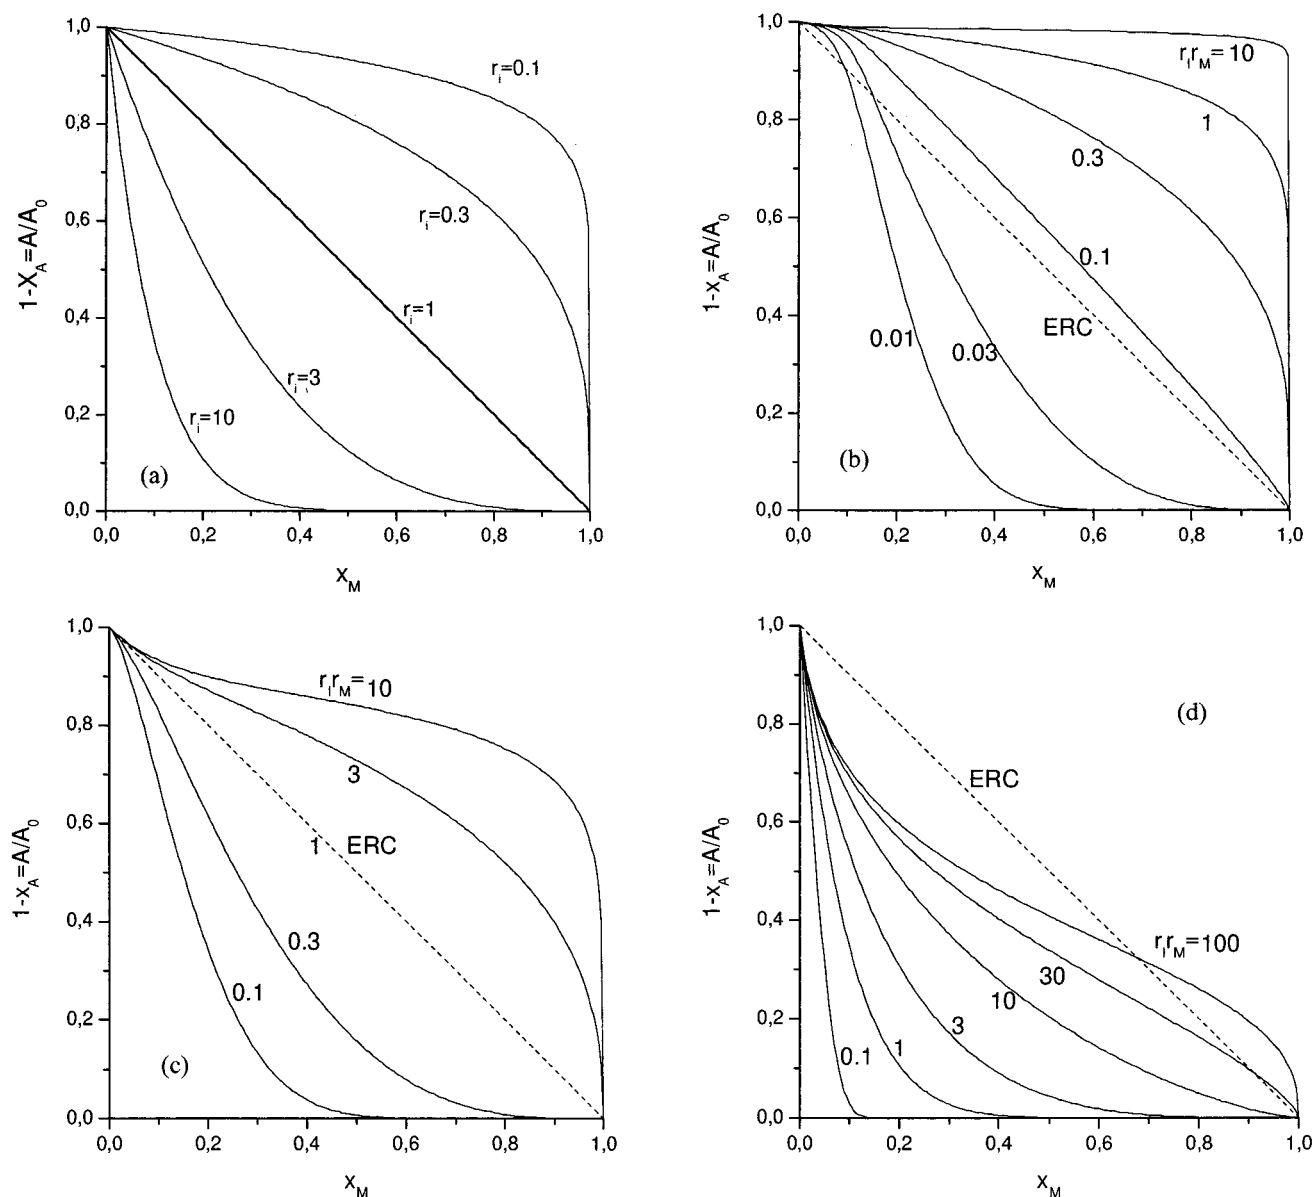 1,0
0,8
0,6
0,4
0,2
0,0
1-X_A=A/A_0
r_i=0.1
r_i=0.3
r_i=1
r_i=3
r_i=10
(a)
0,0 0,2 0,4 0,6 0,8 1,0
X_M
1,0
0,8
0,6
0,4
0,2
0,0
1-x_A=A/A_0
r_Ir_M=10
1
0.3
0.1
ERC
0.01
0.03
(b)
0,0 0,2 0,4 0,6 0,8 1,0
X_M
1,0
0,8
0,6
0,4
0,2
0,0
1-x_A=A/A_0
r_Ir_M=10
3
1 ERC
0.3
0.1
(c)
0,0 0,2 0,4 0,6 0,8 1,0
X_M
1,0
0,8
0,6
0,4
0,2
0,0
1-x_A=A/A_0
(d)
ERC
r_Ir_M=100
30
10
3
1
0.1
0,0 0,2 0,4 0,6 0,8 1,0
X_M